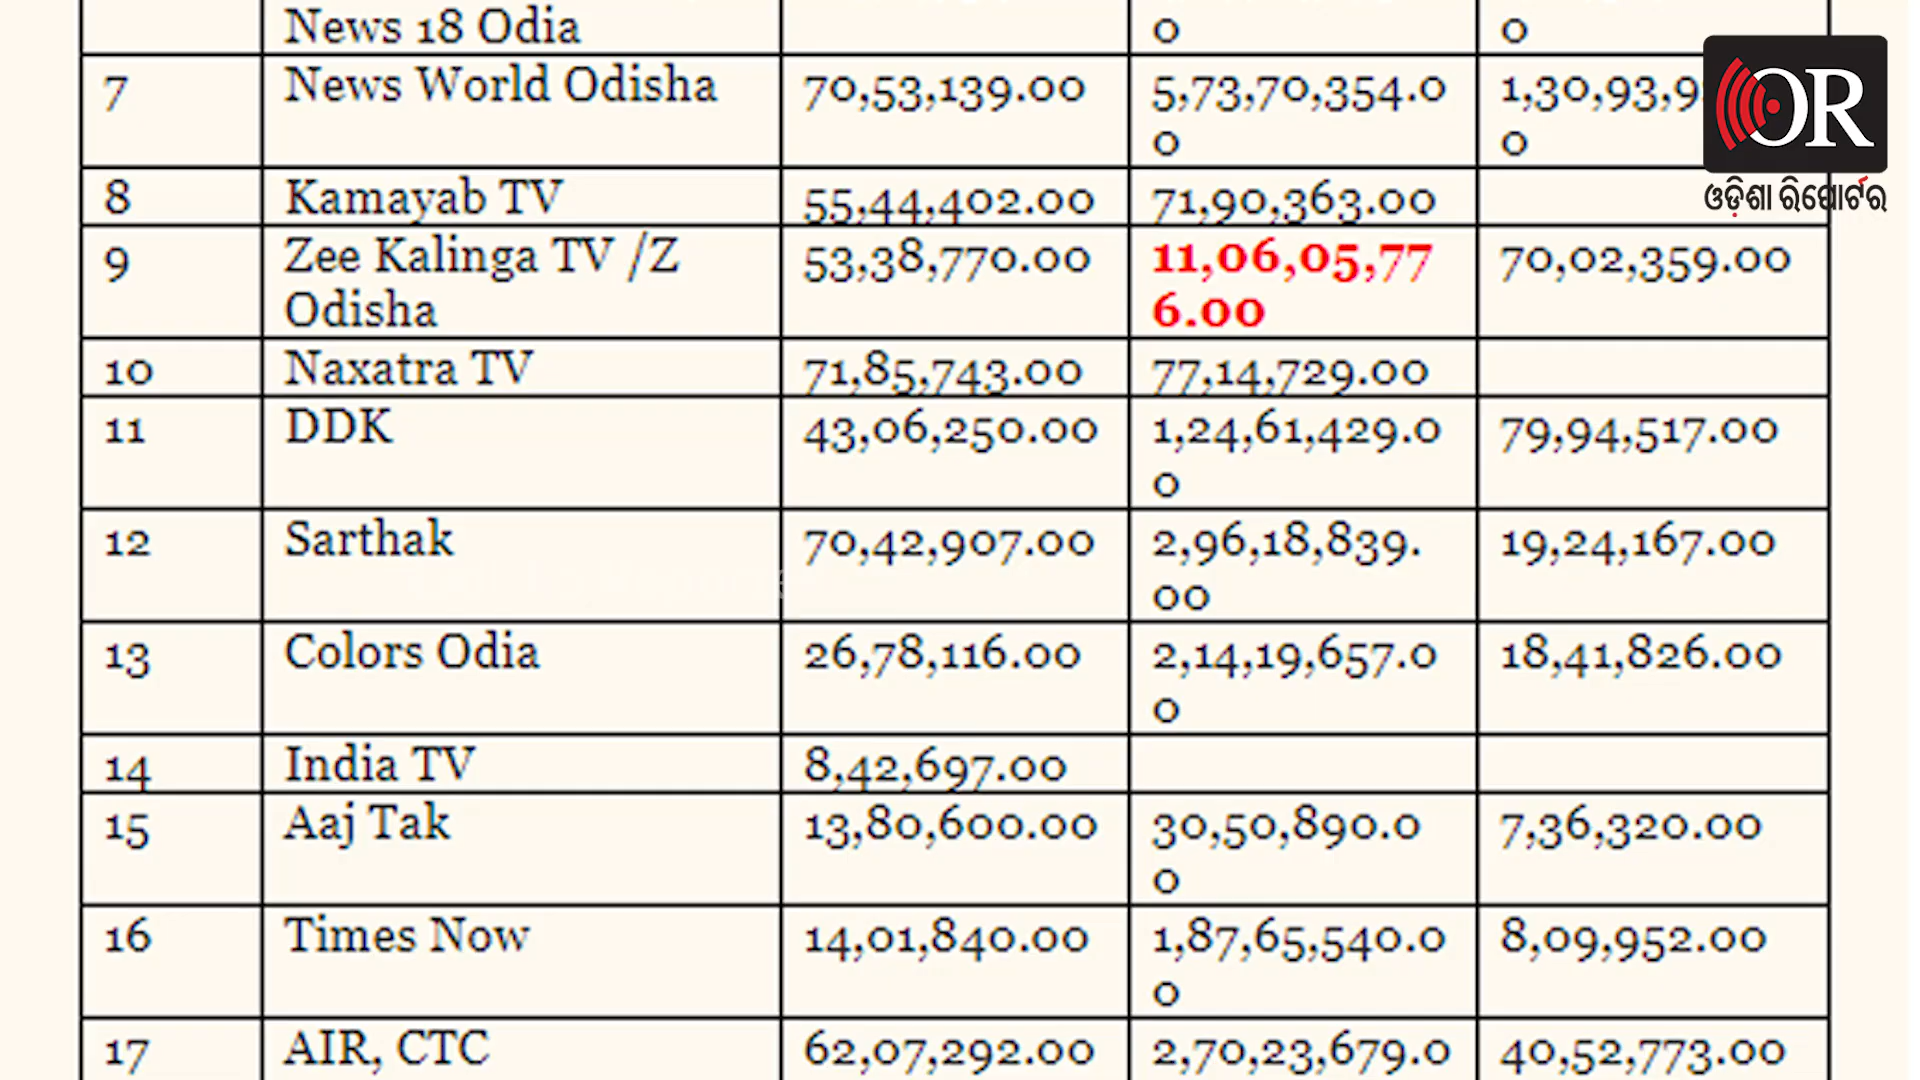 News 18 Odia 0 0
7 News World Odisha 70,53,139.00 5,73,70,354.0 1,30,93,9
0 0
8 Kamayab TV 55,44,402.00 71,90,363.00
9 Zee Kalinga TV /Z 53,38,770.00 11,06,05,77 70,02,359.00
Odisha 6.00
10 Naxatra TV 71,85,743.00 77,14,729.00
11 DDK 43,06,250.00 1,24,61,429.0 79,94,517.00
0
12 Sarthak 70,42,907.00 2,96,18,839. 19,24,167.00
00
13 Colors Odia 26,78,116.00 2,14,19,657.0 18,41,826.00
0
14 India TV 8,42,697.00
15 Aaj Tak 13,80,600.00 30,50,890.0 7,36,320.00
0
16 Times Now 14,01,840.00 1,87,65,540.0 8,09,952.00
0
17 AIR, CTC 62,07,292.00 2,70,23,679.0 40,52,773.00
OR
ଓଡ଼ିଶା ରିପୋର୍ଟର